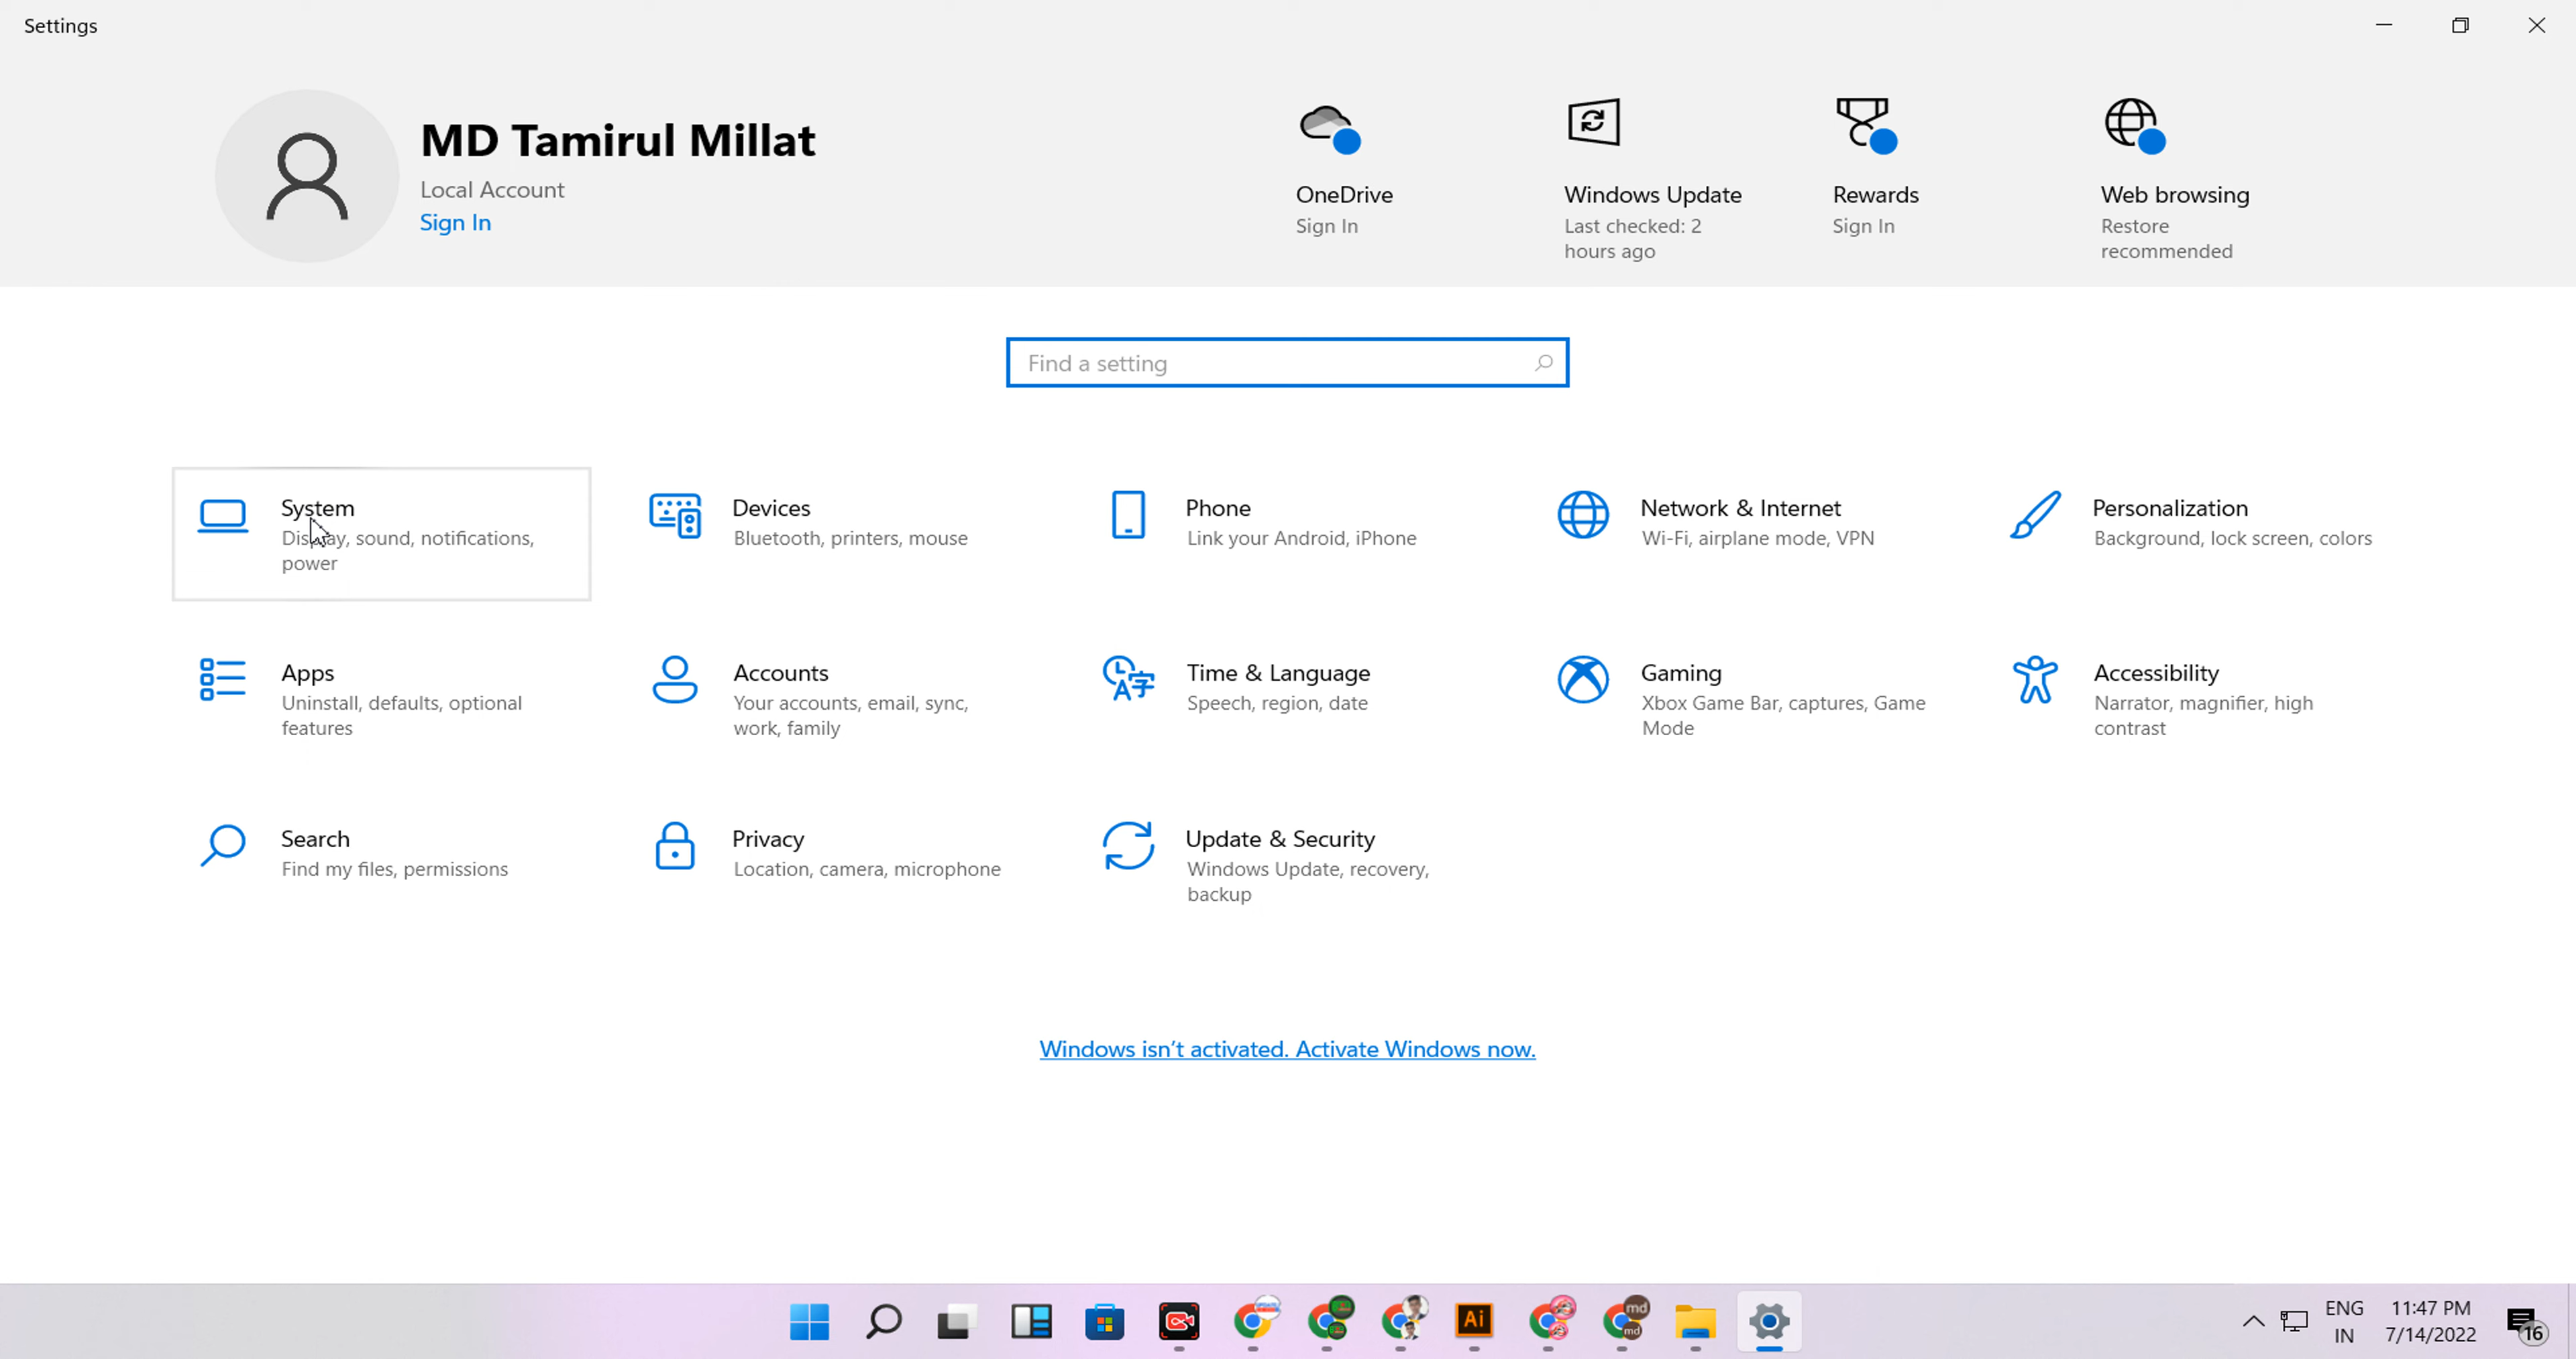 Settings
MD Tamirul Millat
Local Account
Sign In
OneDrive
Sign In
Windows Update
Last checked: 2
hours ago
Rewards
Sign In
Web browsing
Restore
recommended
Find a setting
System
Display, sound, notifications,
power
Devices
Bluetooth, printers, mouse
Phone
Link your Android, iPhone
Network & Internet
Wi-Fi, airplane mode, VPN
Personalization
Background, lock screen, colors
Apps
Uninstall, defaults, optional
features
Accounts
Your accounts, email, sync,
work, family
Time & Language
Speech, region, date
Gaming
Xbox Game Bar, captures, Game
Mode
Accessibility
Narrator, magnifier, high
contrast
Search
Find my files, permissions
Privacy
Location, camera, microphone
Update & Security
Windows Update, recovery,
backup
Windows isn't activated. Activate Windows now.
Ai
md
md
ENG
IN
11:47 PM
7/14/2022
16